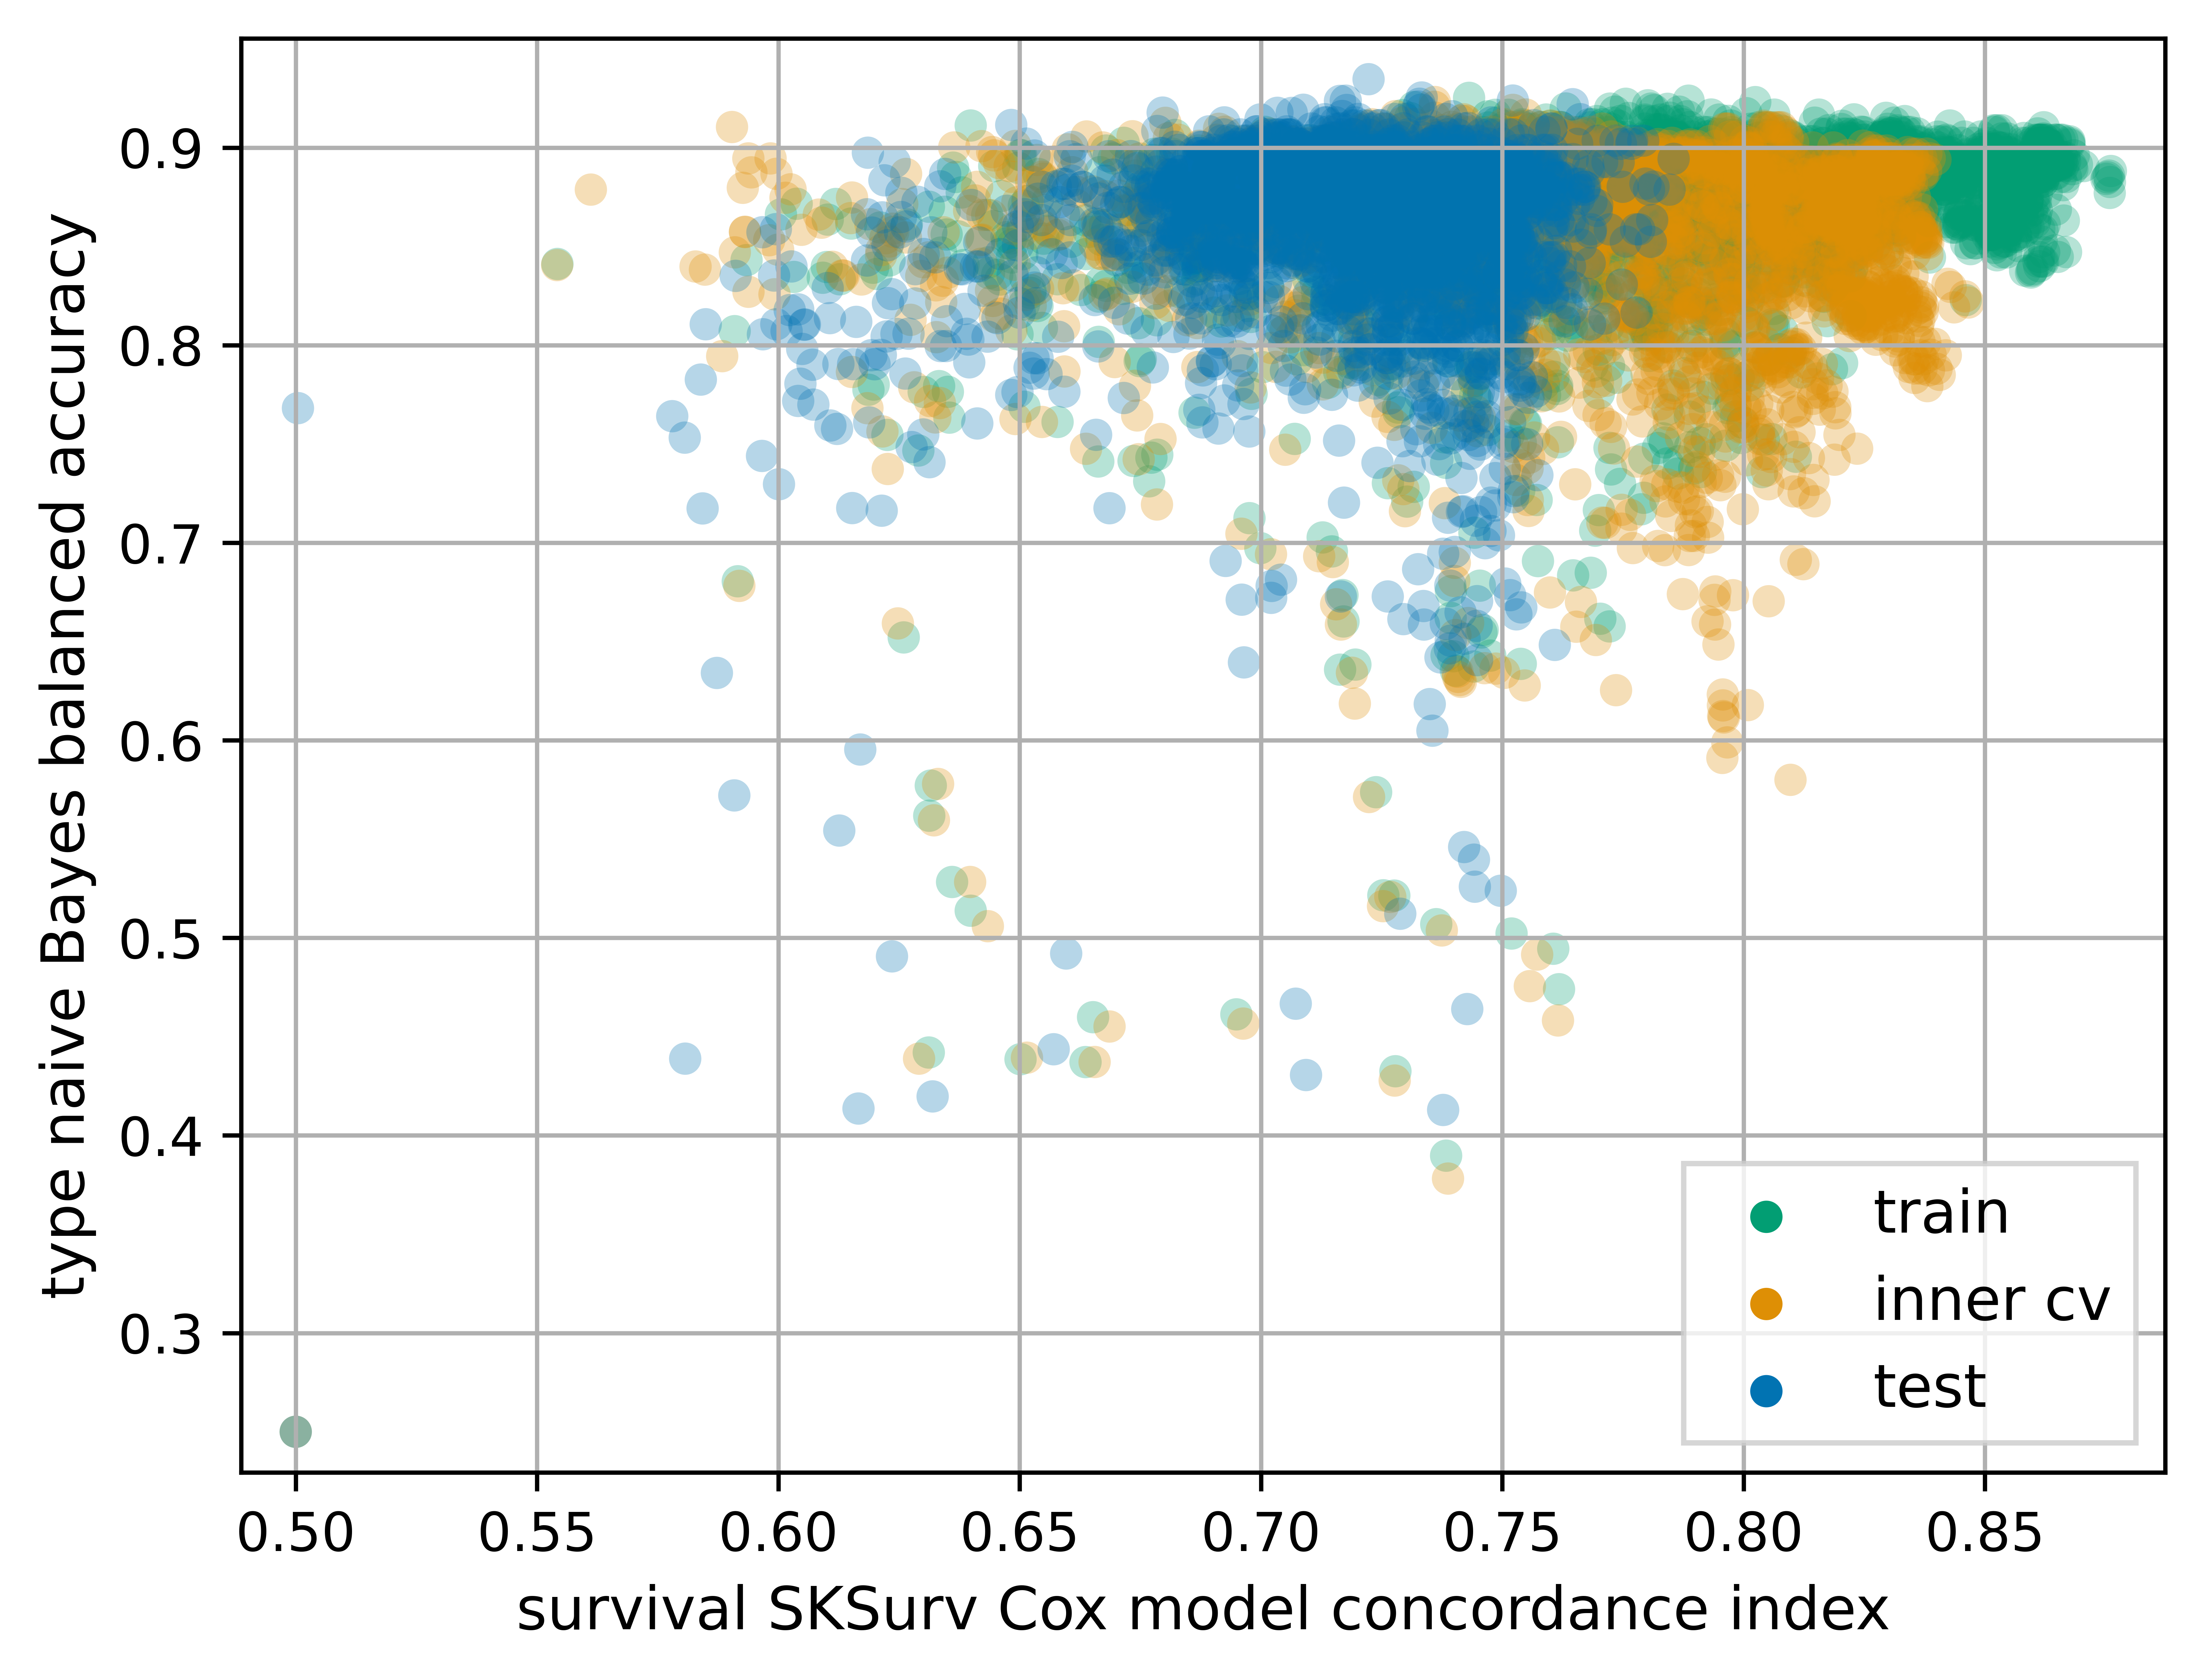 type naive Bayes balanced accuracy
0.9
0.8
0.7
0.6
0.5
0.4
0.3
train
inner cv
test
0.50 0.55 0.60 0.65 0.70 0.75 0.80 0.85
survival SKSurv Cox model concordance index